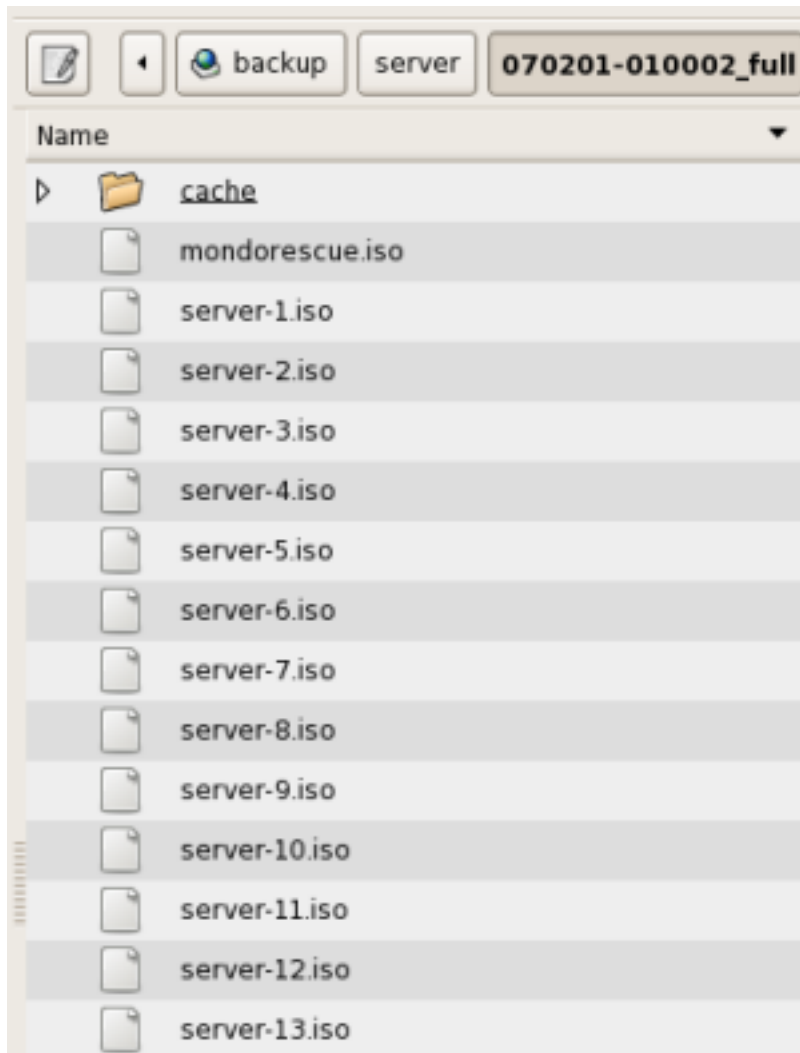 backup server 070201-010002_full
Name
cache
mondorescue.iso
server-1.iso
server-2.iso
server-3.iso
server-4.iso
server-5.iso
server-6.iso
server-7.iso
server-8.iso
server-9.iso
server-10.iso
server-11.iso
server-12.iso
server-13.iso